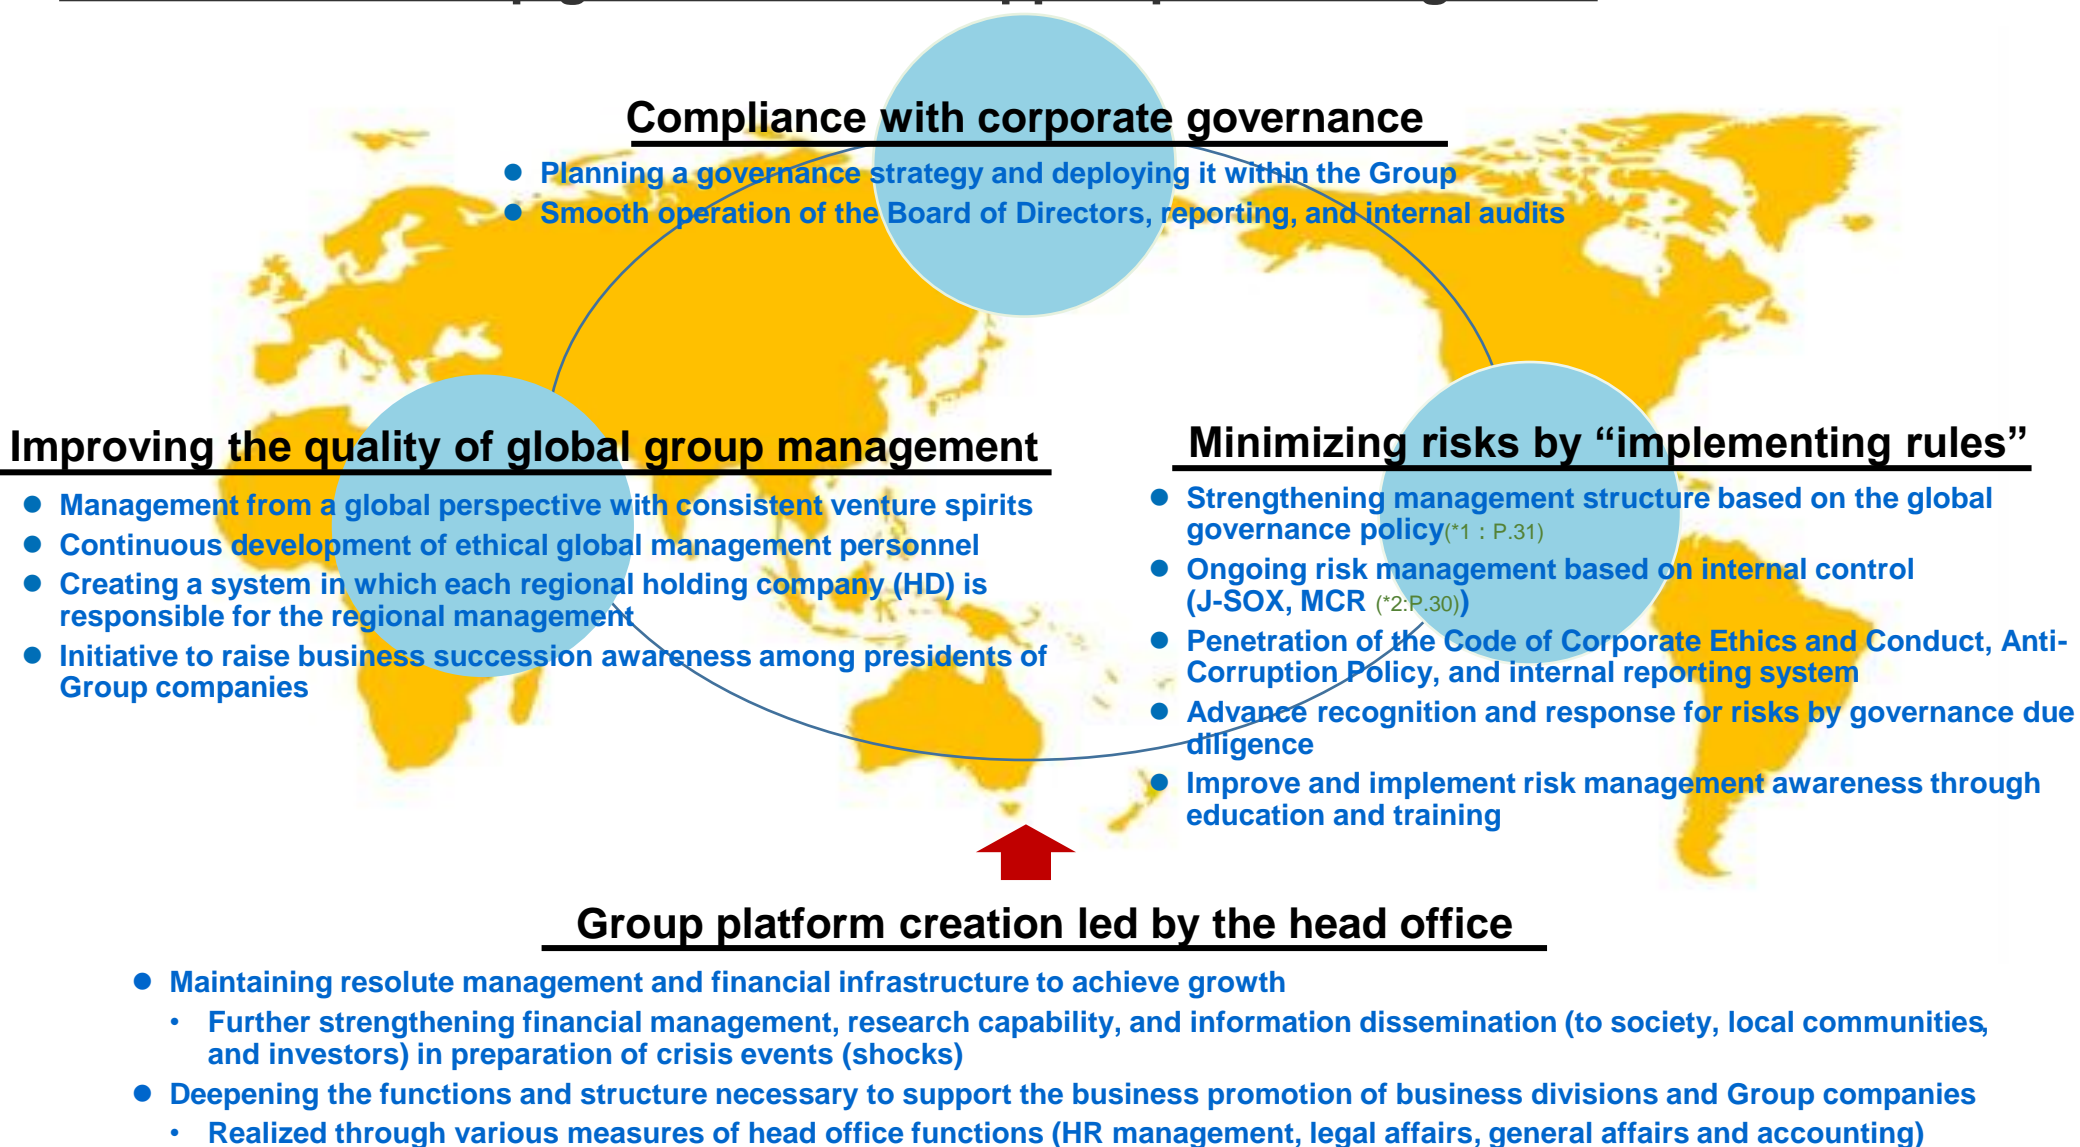 Compliance with corporate governance
● Planning a governance strategy and deploying it within the Group
● Smooth operation of the Board of Directors, reporting, and internal audits
Improving the quality of global group management
● Management from a global perspective with consistent venture spirits
● Continuous development of ethical global management personnel
● Creating a system in which each regional holding company (HD) is
responsible for the regional management
● Initiative to raise business succession awareness among presidents of
Group companies
Minimizing risks by “implementing rules”
● Strengthening management structure based on the global
governance policy(*1 : P.31)
● Ongoing risk management based on internal control
(J-SOX, MCR (*2:P.30))
● Penetration of the Code of Corporate Ethics and Conduct, Anti-
Corruption Policy, and internal reporting system
● Advance recognition and response for risks by governance due
diligence
● Improve and implement risk management awareness through
education and training
Group platform creation led by the head office
● Maintaining resolute management and financial infrastructure to achieve growth
• Further strengthening financial management, research capability, and information dissemination (to society, local communities,
and investors) in preparation of crisis events (shocks)
● Deepening the functions and structure necessary to support the business promotion of business divisions and Group companies
• Realized through various measures of head office functions (HR management, legal affairs, general affairs and accounting)